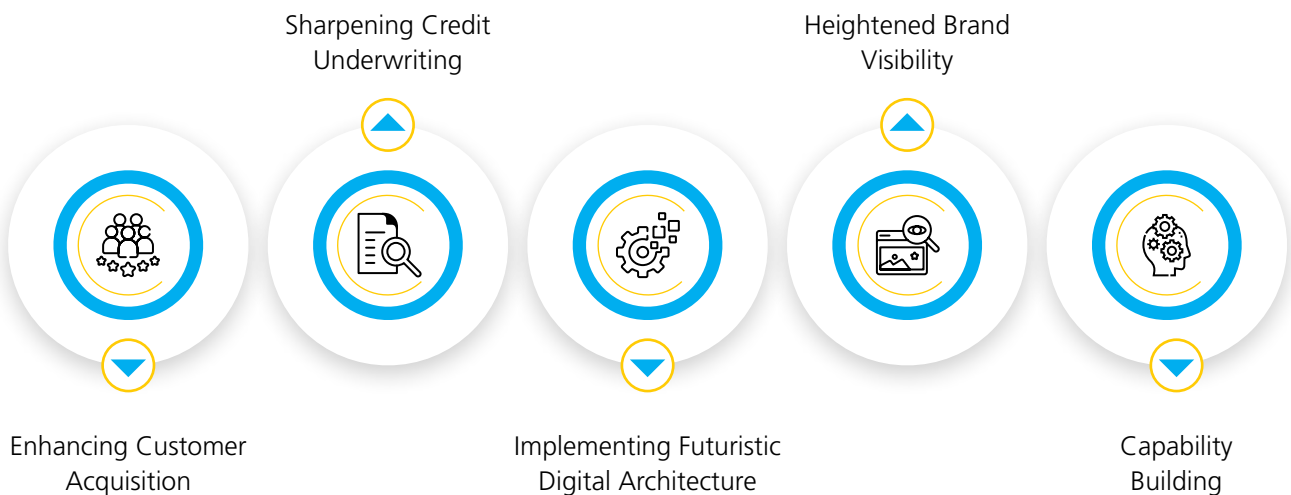 Sharpening Credit
Underwriting
Heightened Brand
Visibility
Enhancing Customer
Acquisition
Implementing Futuristic
Digital Architecture
Capability
Building